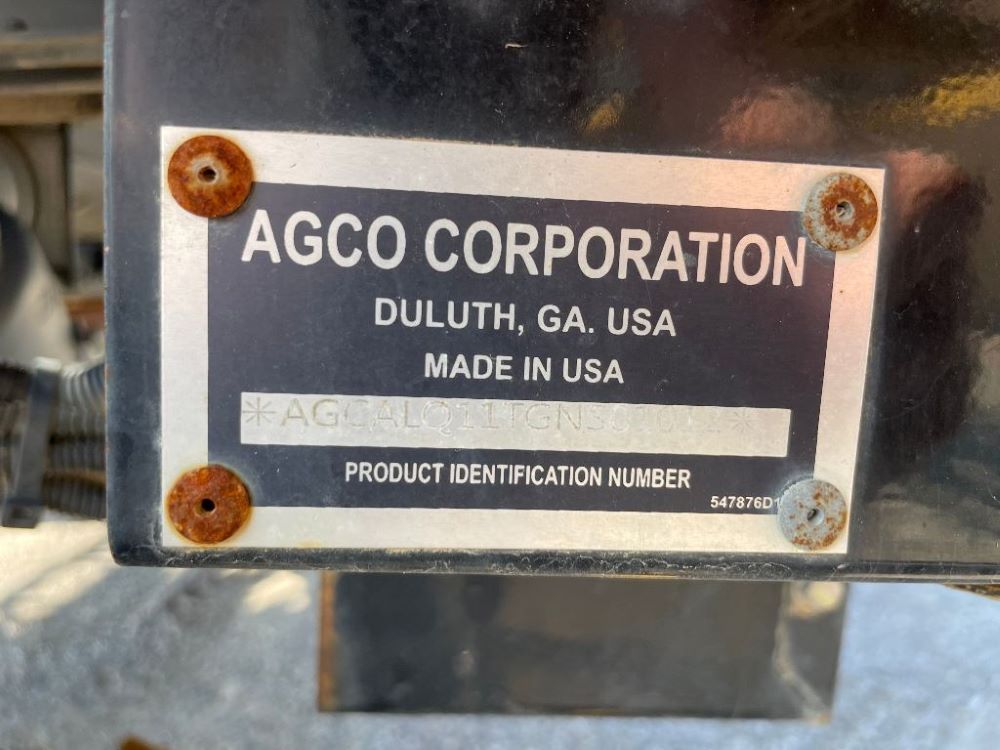 AGCO CORPORATION
DULUTH, GA. USA
MADE IN USA
PRODUCT IDENTIFICATION NUMBER